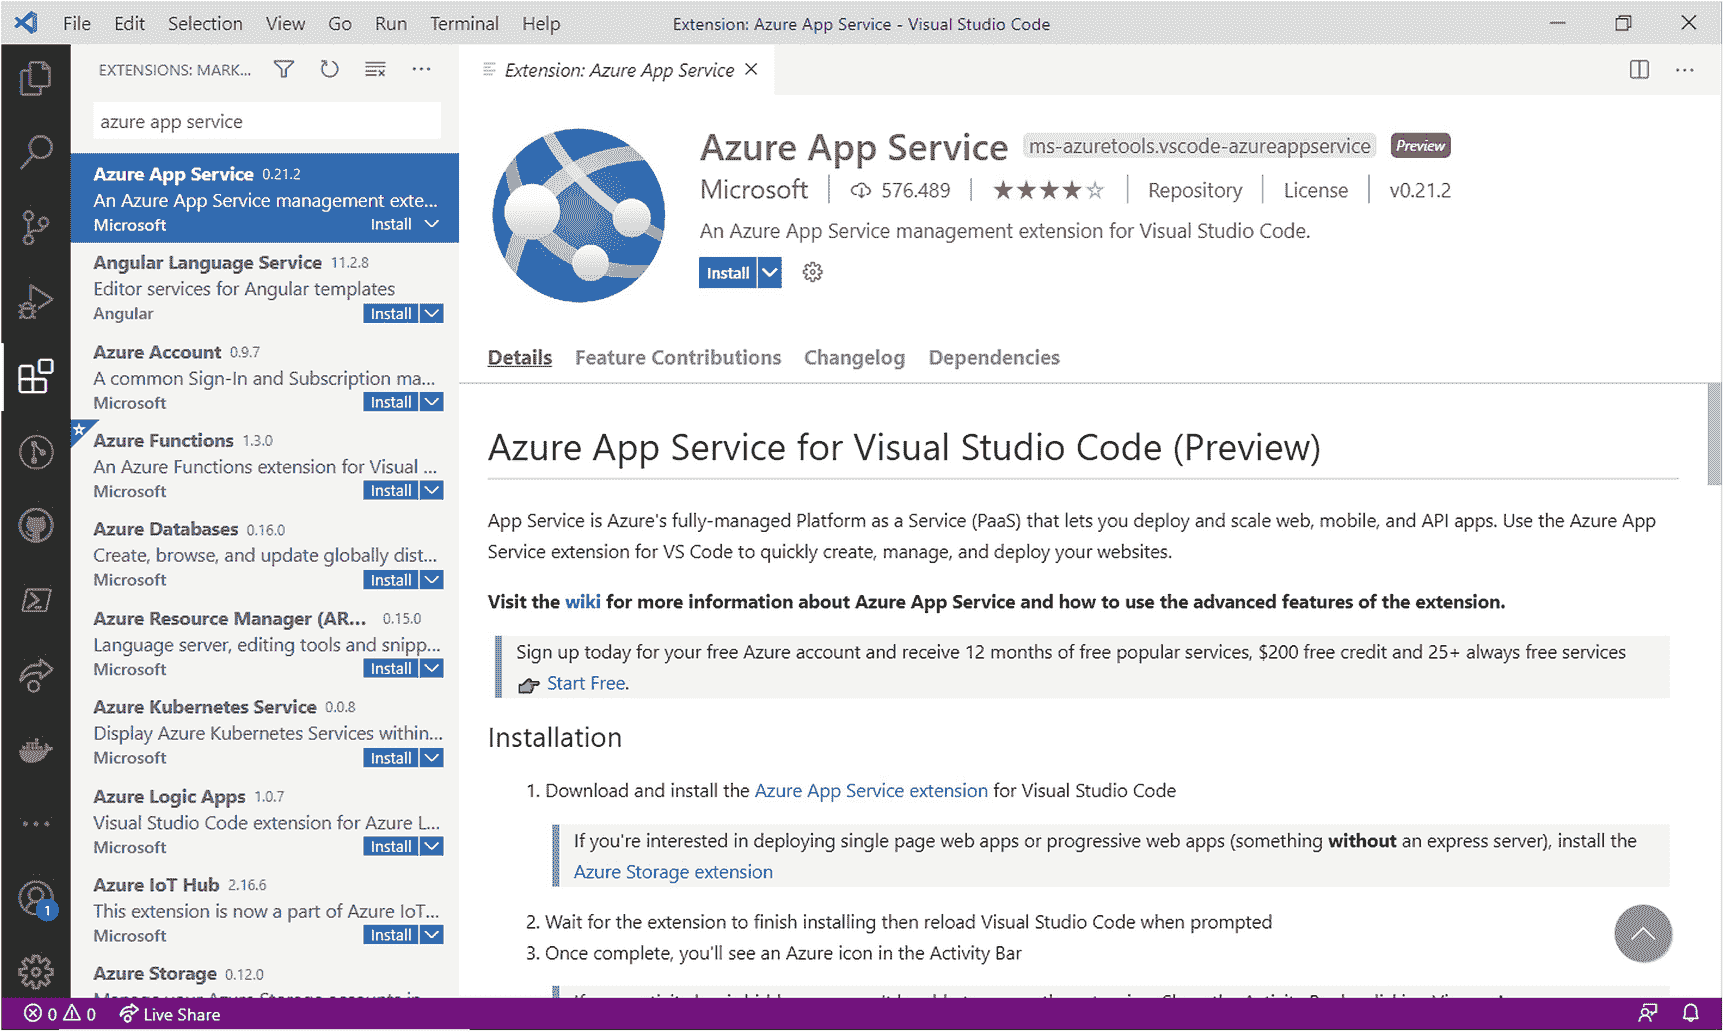 File Edit Selection View Go Run Terminal Help
Extension: Azure App Service - Visual Studio Code
EXTENSIONS: MARK...
azure app service
Azure App Service 0.21.2
An Azure App Service management exte...
Microsoft Install
Angular Language Service 11.2.8
Editor services for Angular templates
Angular Install
Azure Account 0.9.7
A common Sign-In and Subscription ma...
Microsoft Install
Azure Functions 1.3.0
An Azure Functions extension for Visual ...
Microsoft Install
Azure Databases 0.16.0
Create, browse, and update globally dist...
Microsoft Install
Azure Resource Manager (AR... 0.15.0
Language server, editing tools and snipp...
Microsoft Install
Azure Kubernetes Service 0.0.8
Display Azure Kubernetes Services within...
Microsoft Install
Azure Logic Apps 1.0.7
Visual Studio Code extension for Azure L...
Microsoft Install
Azure IoT Hub 2.16.6
This extension is now a part of Azure IoT...
Microsoft Install
Azure Storage 0.12.0
1
Extension: Azure App Service
Azure App Service ms-azuretools.vscode-azureappservice Preview
Microsoft 576.489 Repository License v0.21.2
An Azure App Service management extension for Visual Studio Code.
Install
Details Feature Contributions Changelog Dependencies
Azure App Service for Visual Studio Code (Preview)
App Service is Azure's fully-managed Platform as a Service (PaaS) that lets you deploy and scale web, mobile, and API apps. Use the Azure App
Service extension for VS Code to quickly create, manage, and deploy your websites.
Visit the wiki for more information about Azure App Service and how to use the advanced features of the extension.
Sign up today for your free Azure account and receive 12 months of free popular services, $200 free credit and 25+ always free services
Start Free.
Installation
1. Download and install the Azure App Service extension for Visual Studio Code
If you're interested in deploying single page web apps or progressive web apps (something without an express server), install the
Azure Storage extension
2. Wait for the extension to finish installing then reload Visual Studio Code when prompted
3. Once complete, you'll see an Azure icon in the Activity Bar
0 0 Live Share